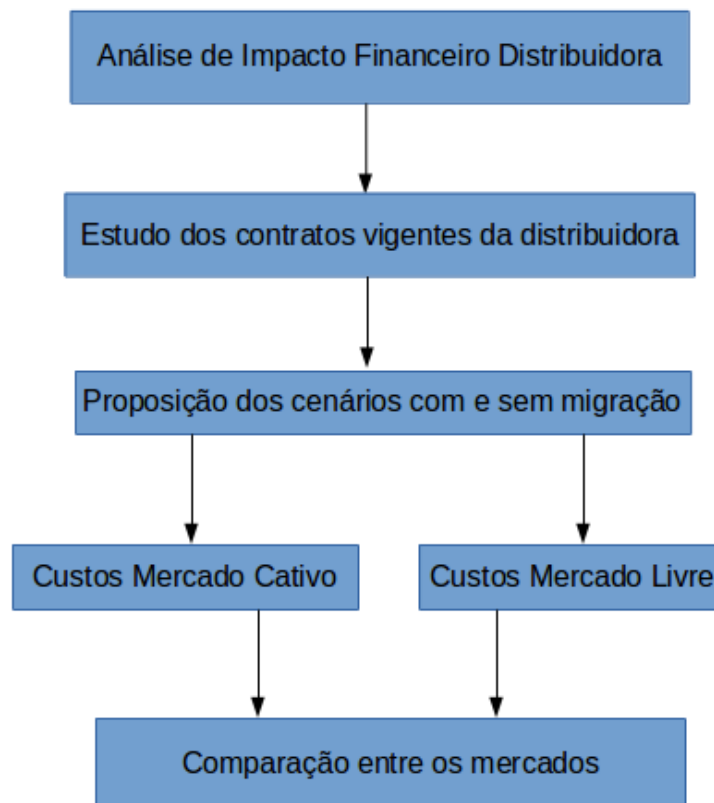 Análise de Impacto Financeiro Distribuidora
Estudo dos contratos vigentes da distribuidora
Proposição dos cenários com e sem migração
Custos Mercado Cativo
Custos Mercado Livre
Comparação entre os mercados